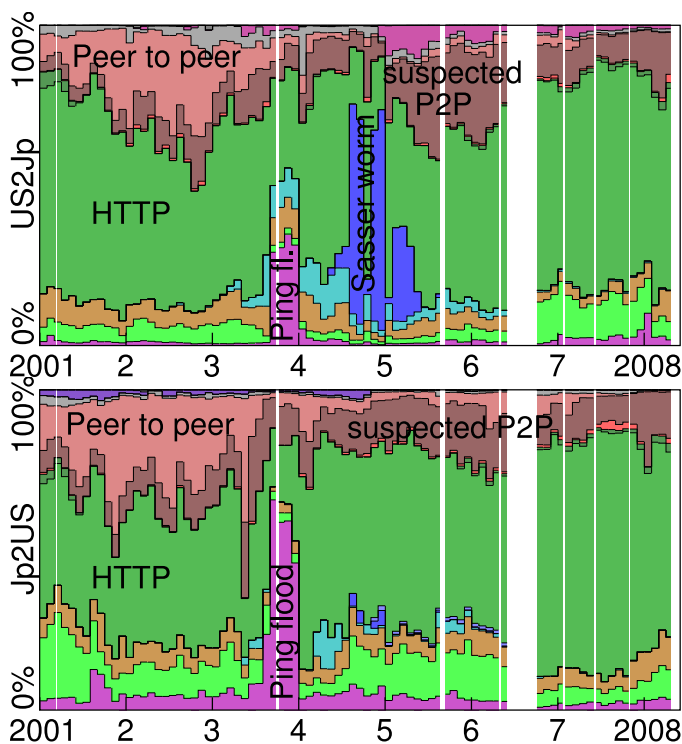 100%
Peer to peer
suspected
P2P
US2Jp
HTTP
Sasser worm
Ping fl.
0%
2001 2 3 4 5 6 7 2008
100%
Peer to peer
suspected P2P
Jp2US
HTTP
Ping flood
0%
2001 2 3 4 5 6 7 2008